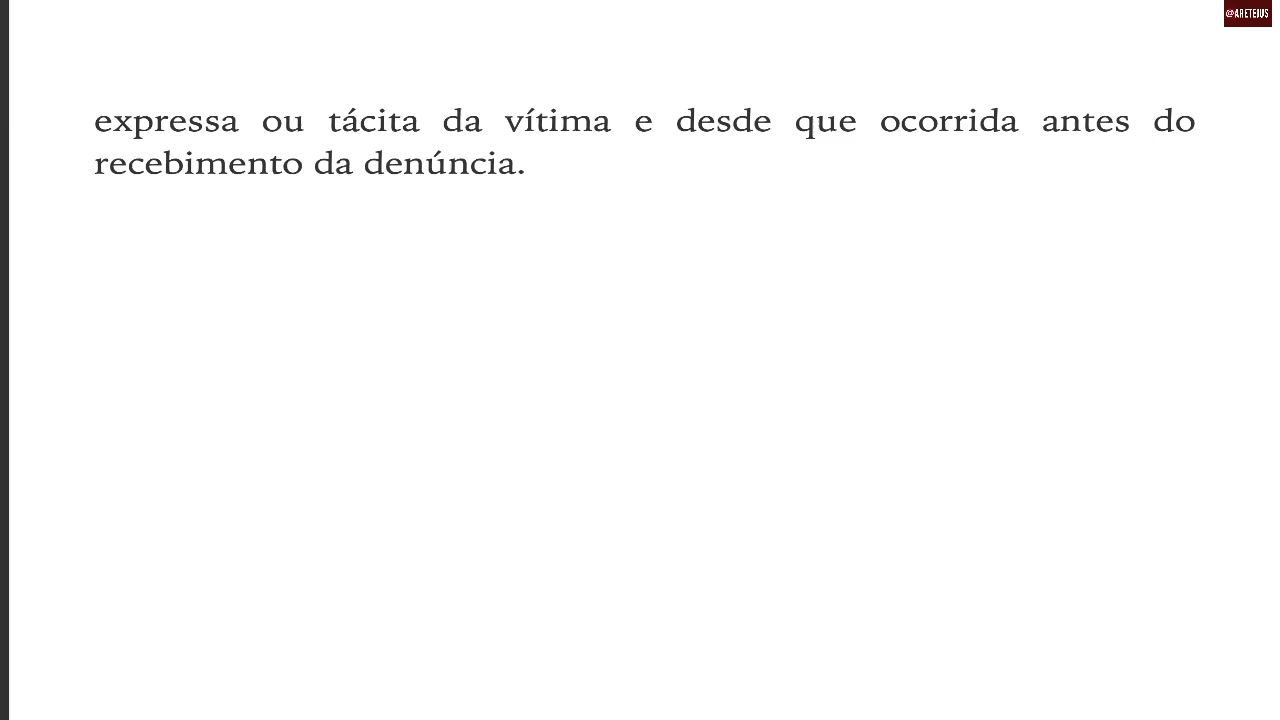 @ARETEJUS
expressa ou tácita da vítima e desde que ocorrida antes do
recebimento da denúncia.